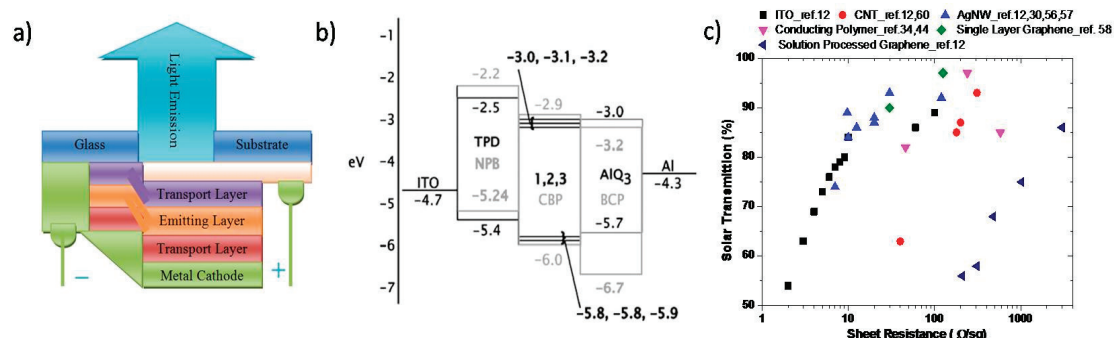 a)
Light Emission
Glass
Substrate
Transport Layer
Emitting Layer
Transport Layer
Metal Cathode
−
+
b)
−1
−2
−3
−4
−5
−6
−7
eV
ITO
−4.7
−2.2
−2.5
TPD
NPB
−5.24
−5.4
−3.0, −3.1, −3.2
−2.9
1,2,3
CBP
−6.0
−5.8, −5.8, −5.9
−3.0
−3.2
AlQ3
BCP
−5.7
−6.7
Al
−4.3
c)
ITO_ref.12 CNT_ref.12,60 AgNW_ref.12,30,56,57
Conducting Polymer_ref.34,44 Single Layer Graphene_ref. 58
Solution Processed Graphene_ref.12
Solar Transmittion (%)
100
90
80
70
60
50
1 10 100 1000
Sheet Resistance ( Ω/sq)